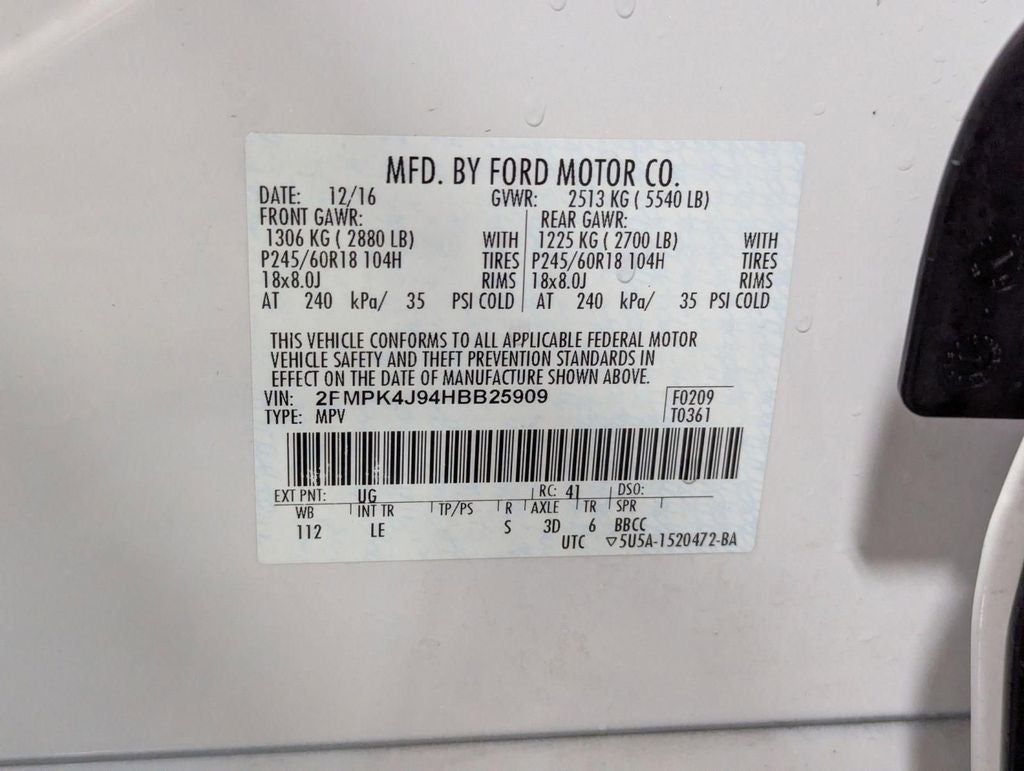 MFD. BY FORD MOTOR CO.
DATE: 12/16 GVWR: 2513 KG ( 5540 LB)
FRONT GAWR: REAR GAWR:
1306 KG ( 2880 LB) WITH 1225 KG ( 2700 LB) WITH
P245/60R18 104H TIRES P245/60R18 104H TIRES
18x8.0J RIMS 18x8.0J RIMS
AT 240 kPa/ 35 PSI COLD AT 240 kPa/ 35 PSI COLD
THIS VEHICLE CONFORMS TO ALL APPLICABLE FEDERAL MOTOR
VEHICLE SAFETY AND THEFT PREVENTION STANDARDS IN
EFFECT ON THE DATE OF MANUFACTURE SHOWN ABOVE.
VIN: 2FMPK4J94HBB25909 F0209
TYPE: MPV T0361
EXT PNT: UG RC: 41 DSO:
WB INT TR TP/PS R AXLE TR SPR
112 LE S 3D 6 BBCC
UTC ▽5U5A-1520472-BA